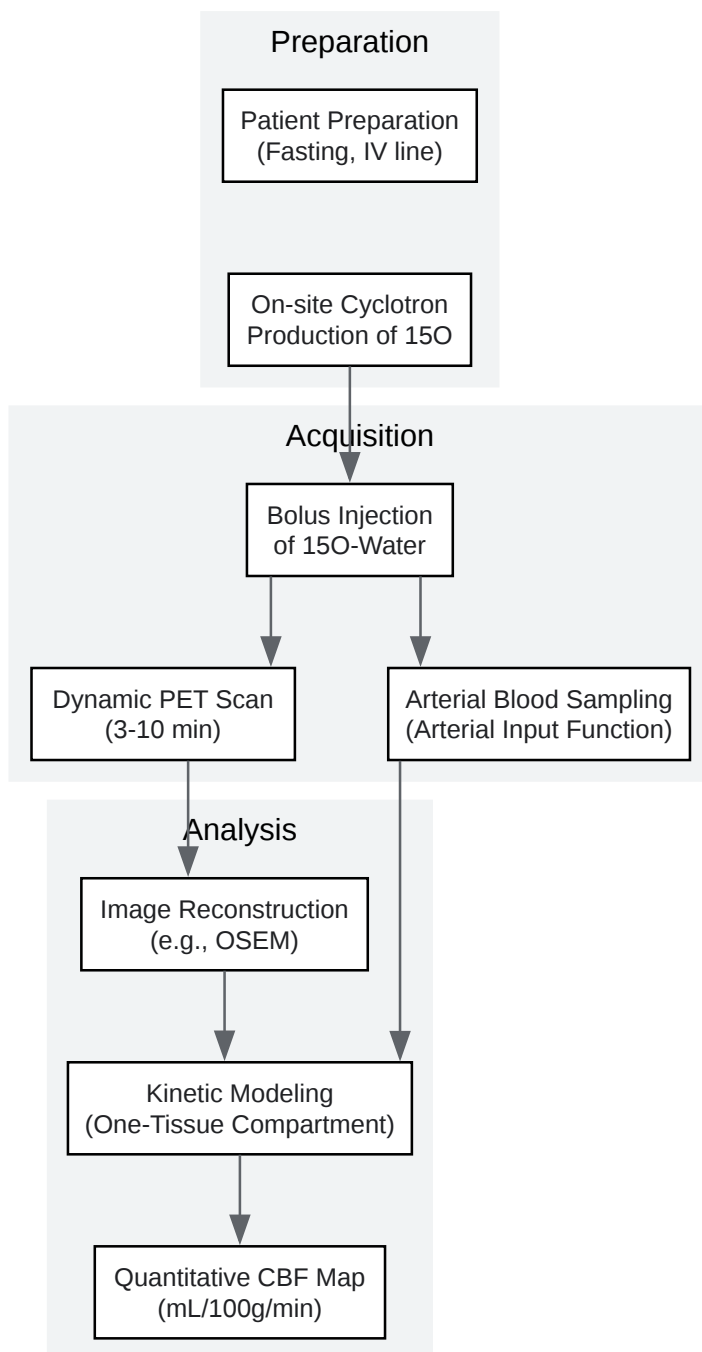 Preparation
Patient Preparation
(Fasting, IV line)
On-site Cyclotron
Production of 15O
Acquisition
Bolus Injection
of 15O-Water
Dynamic PET Scan
(3-10 min)
Arterial Blood Sampling
(Arterial Input Function)
Analysis
Image Reconstruction
(e.g., OSEM)
Kinetic Modeling
(One-Tissue Compartment)
Quantitative CBF Map
(mL/100g/min)